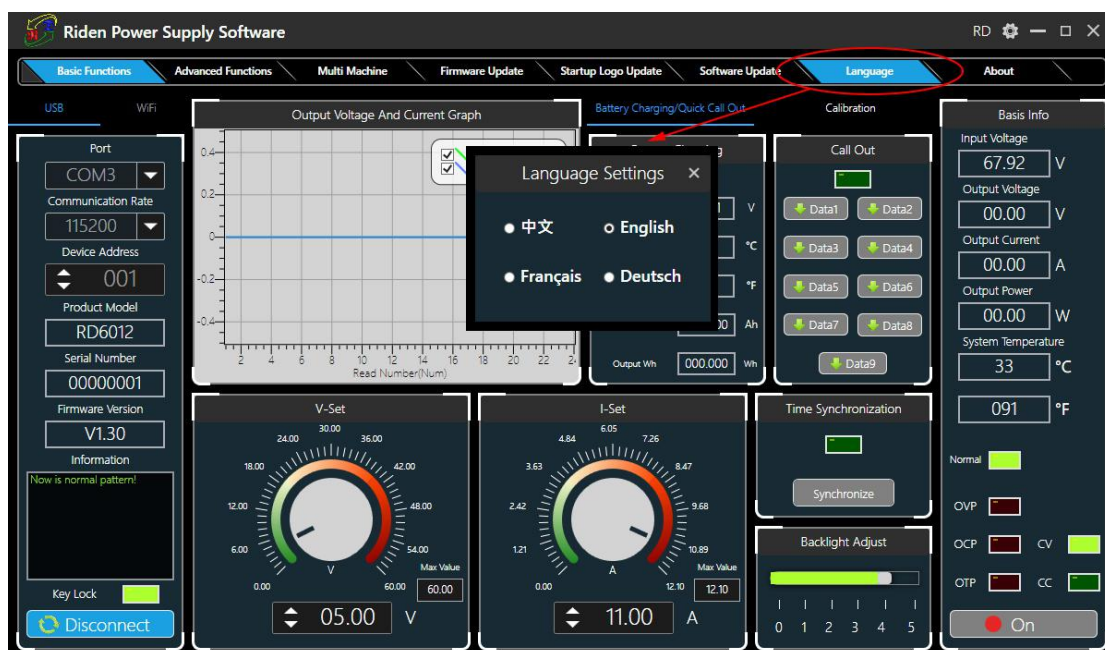 Riden Power Supply Software
RD
Basic Functions
Advanced Functions
Multi Machine
Firmware Update
Startup Logo Update
Software Update
Language
About
USB
WiFi
Port
COM3
Communication Rate
115200
Device Address
001
Product Model
RD6012
Serial Number
00000001
Firmware Version
V1.30
Information
Now is normal pattern!
Key Lock
Disconnect
Output Voltage And Current Graph
0.4
0.2
0
-0.2
-0.4
2 4 6 8 10 12 14 16 18 20 22 2
Read Number(Num)
Battery Charging/Quick Call Out
Calibration
V
°C
°F
Ah
Output Wh
000.000
Wh
Language Settings ×
中文
English
Français
Deutsch
Call Out
Data1
Data2
Data3
Data4
Data5
Data6
Data7
Data8
Data9
V-Set
0.00
6.00
12.00
18.00
24.00
30.00
36.00
42.00
48.00
54.00
60.00
V
Max Value
60.00
05.00 V
I-Set
0.00
1.21
2.42
3.63
4.84
6.05
7.26
8.47
9.68
10.89
12.10
A
Max Value
12.10
11.00 A
Time Synchronization
Synchronize
Backlight Adjust
0 1 2 3 4 5
Basis Info
Input Voltage
67.92 V
Output Voltage
00.00 V
Output Current
00.00 A
Output Power
00.00 W
System Temperature
33 °C
091 °F
Normal
OVP
OCP
CV
OTP
CC
On